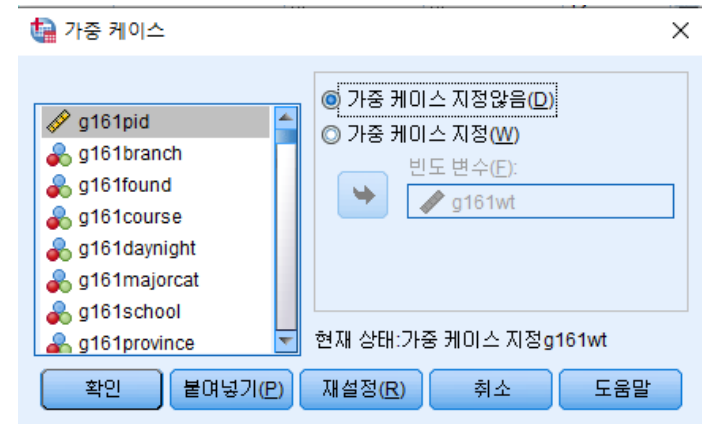 가중 케이스
g161pid
g161branch
g161found
g161course
g161daynight
g161majorcat
g161school
g161province
가중 케이스 지정않음(D)
가중 케이스 지정(W)
빈도 변수(F):
g161wt
현재 상태:가중 케이스 지정g161wt
확인
붙여넣기(P)
재설정(R)
취소
도움말